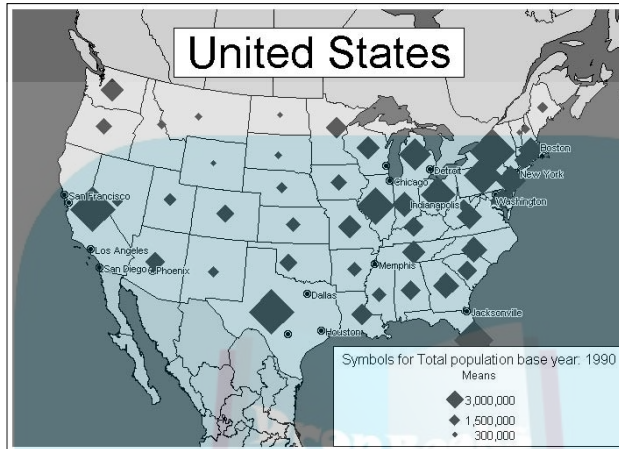 United States
Boston
San Francisco
Chicago
Detroit
New York
Indianapolis
Washington
Los Angeles
San Diego
Phoenix
Memphis
Dallas
Jacksonville
Houston
Symbols for Total population base year: 1990
Means
3,000,000
1,500,000
300,000